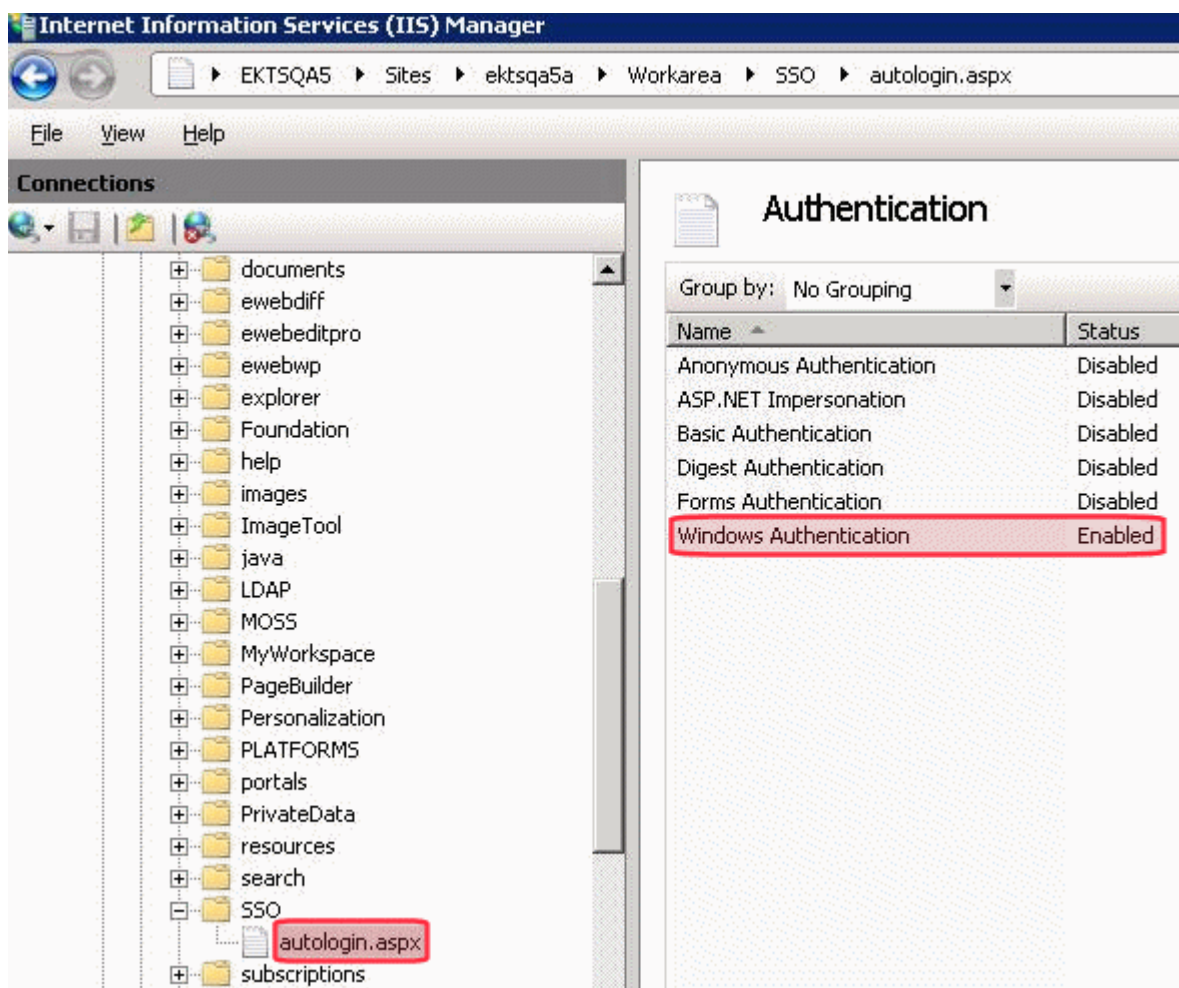 Internet Information Services (IIS) Manager
EKTSQA5 Sites ektsqa5a Workarea SSO autologin.aspx
File View Help
Connections
documents
ewebdiff
ewebeditpro
ewebwp
explorer
Foundation
help
images
ImageTool
java
LDAP
MOSS
MyWorkspace
PageBuilder
Personalization
PLATFORMS
portals
PrivateData
resources
search
SSO
autologin.aspx
subscriptions
Authentication
Group by: No Grouping
Name Status
Anonymous Authentication Disabled
ASP.NET Impersonation Disabled
Basic Authentication Disabled
Digest Authentication Disabled
Forms Authentication Disabled
Windows Authentication Enabled